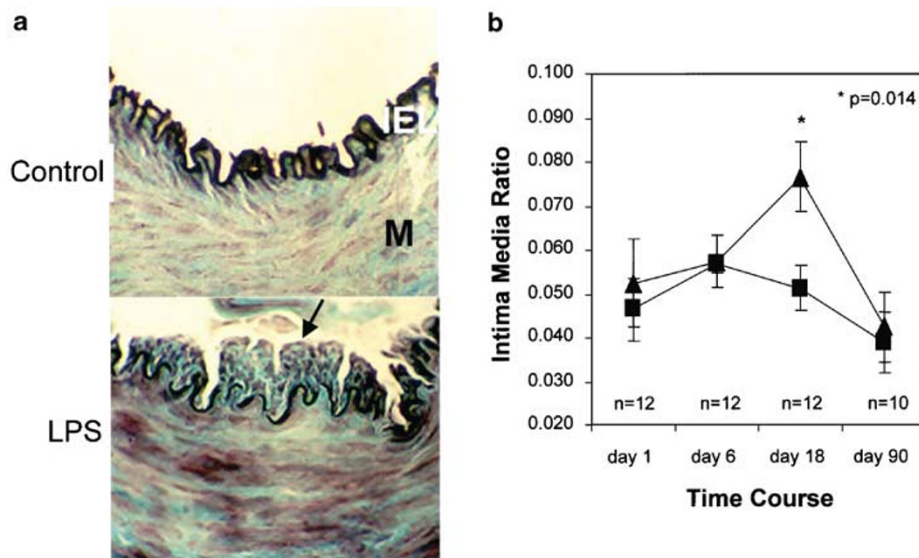 a
Control
IEL
M
LPS
b
Intima Media Ratio
0.100
0.090
0.080
0.070
0.060
0.050
0.040
0.030
0.020
* p=0.014
*
n=12
n=12
n=12
n=10
day 1
day 6
day 18
day 90
Time Course